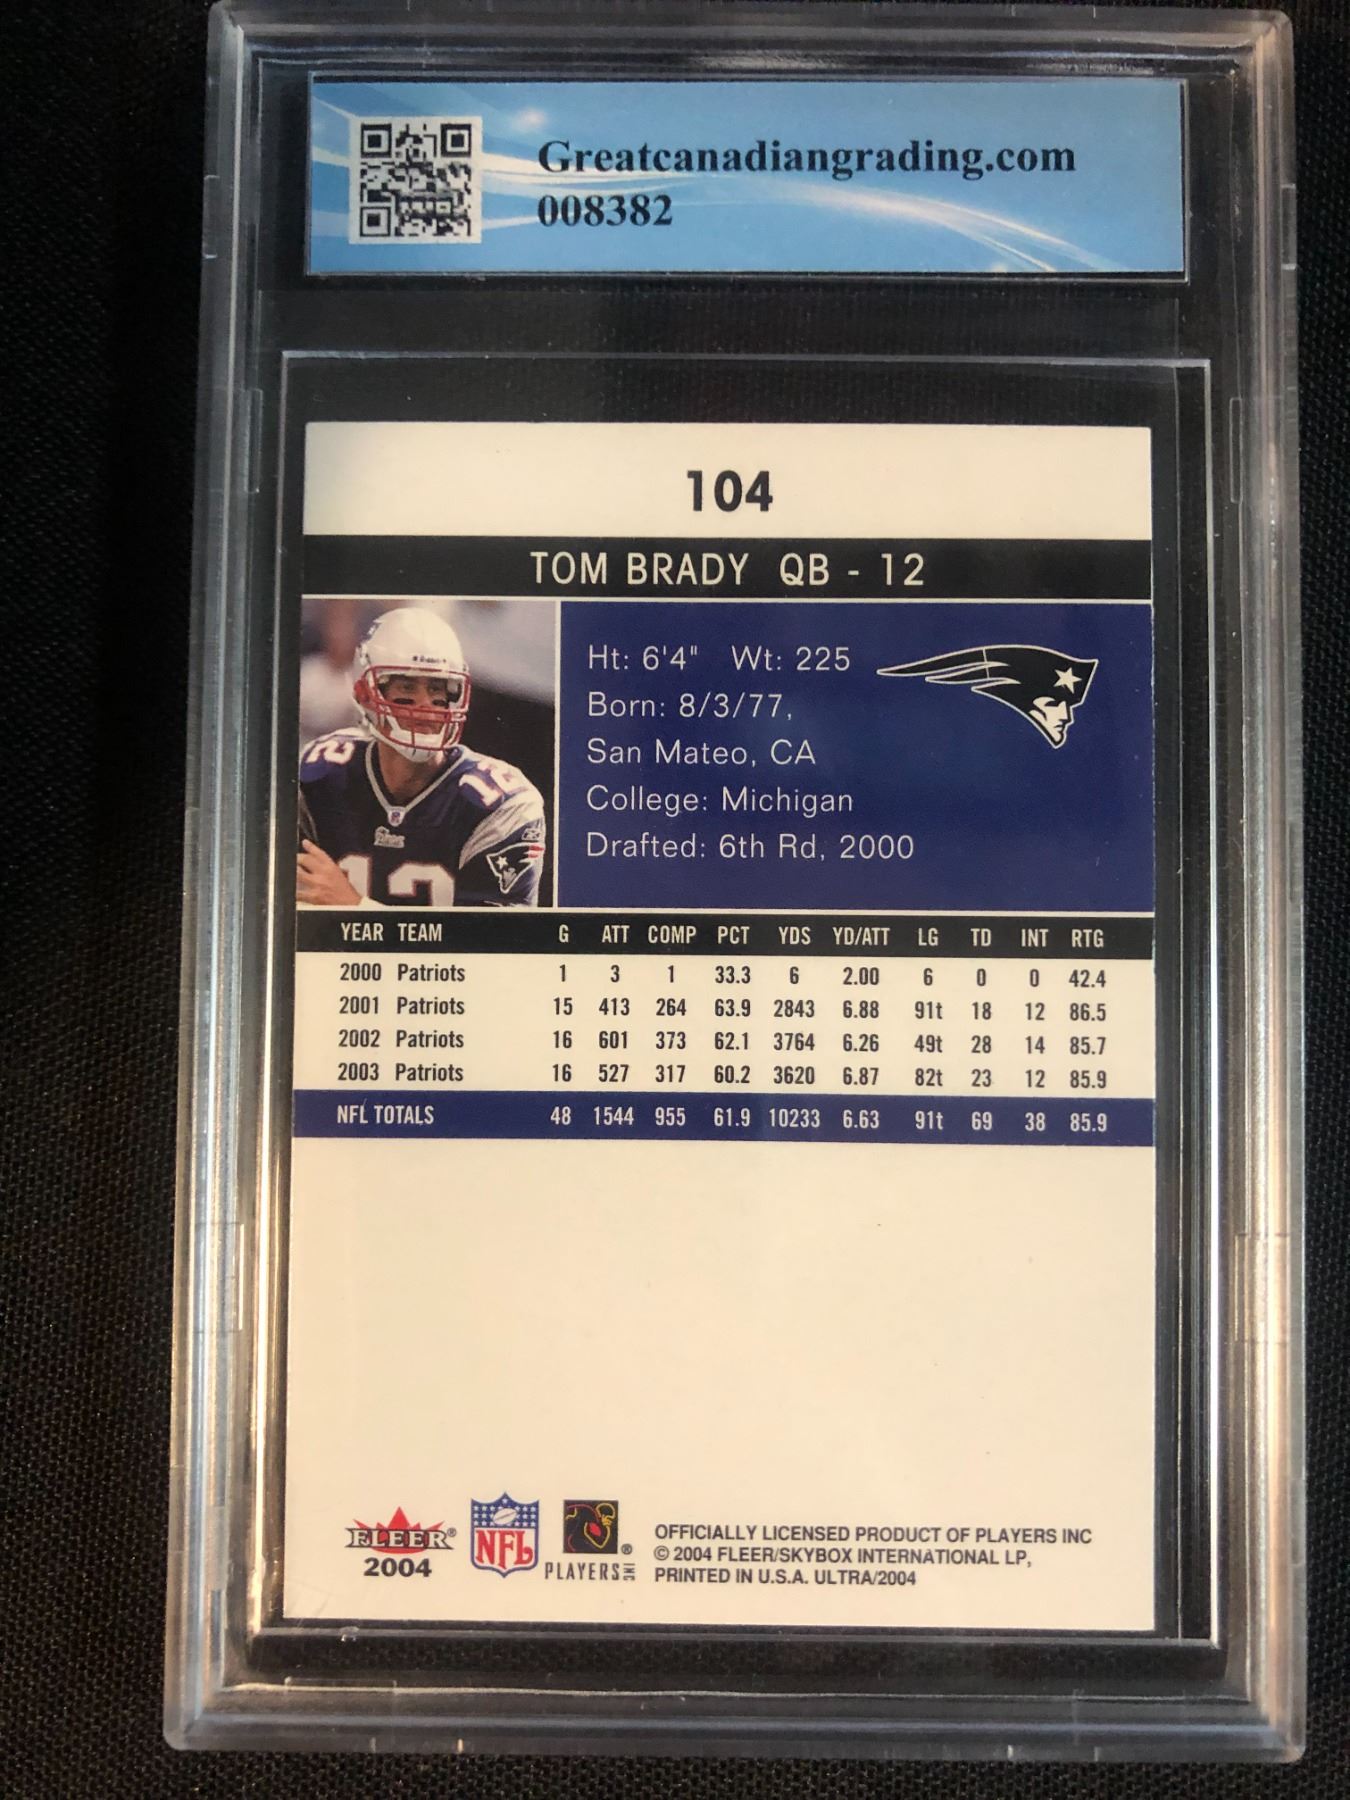 Greatcanadiangrading.com
008382
104
TOM BRADY QB - 12
Ht: 6'4" Wt: 225
Born: 8/3/77,
San Mateo, CA
College: Michigan
Drafted: 6th Rd, 2000
YEAR TEAM G ATT COMP PCT YDS YD/ATT LG TD INT RTG
2000 Patriots 1 3 1 33.3 6 2.00 6 0 0 42.4
2001 Patriots 15 413 264 63.9 2843 6.88 91t 18 12 86.5
2002 Patriots 16 601 373 62.1 3764 6.26 49t 28 14 85.7
2003 Patriots 16 527 317 60.2 3620 6.87 82t 23 12 85.9
NFL TOTALS 48 1544 955 61.9 10233 6.63 91t 69 38 85.9
FLEER®
2004
NFL
PLAYERS INC ®
OFFICIALLY LICENSED PRODUCT OF PLAYERS INC
© 2004 FLEER/SKYBOX INTERNATIONAL LP,
PRINTED IN U.S.A. ULTRA/2004